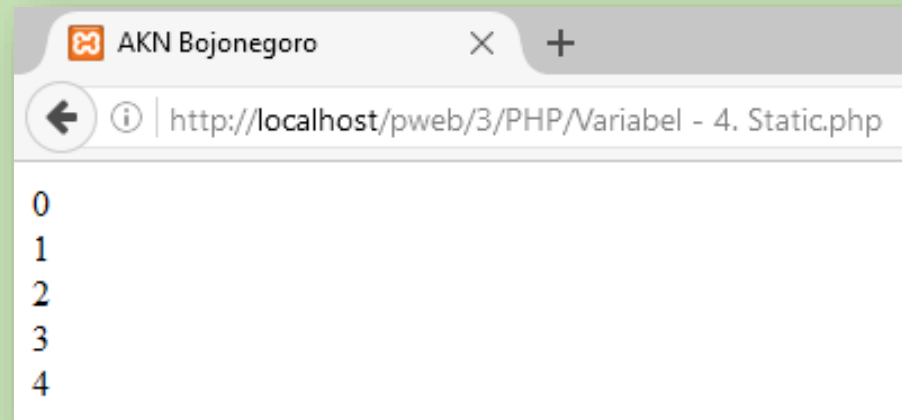 AKN Bojonegoro
http://localhost/pweb/3/PHP/Variabel - 4. Static.php
0
1
2
3
4